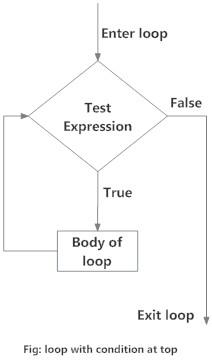 Enter loop
Test
Expression
False
True
Body of
loop
Exit loop
Fig: loop with condition at top